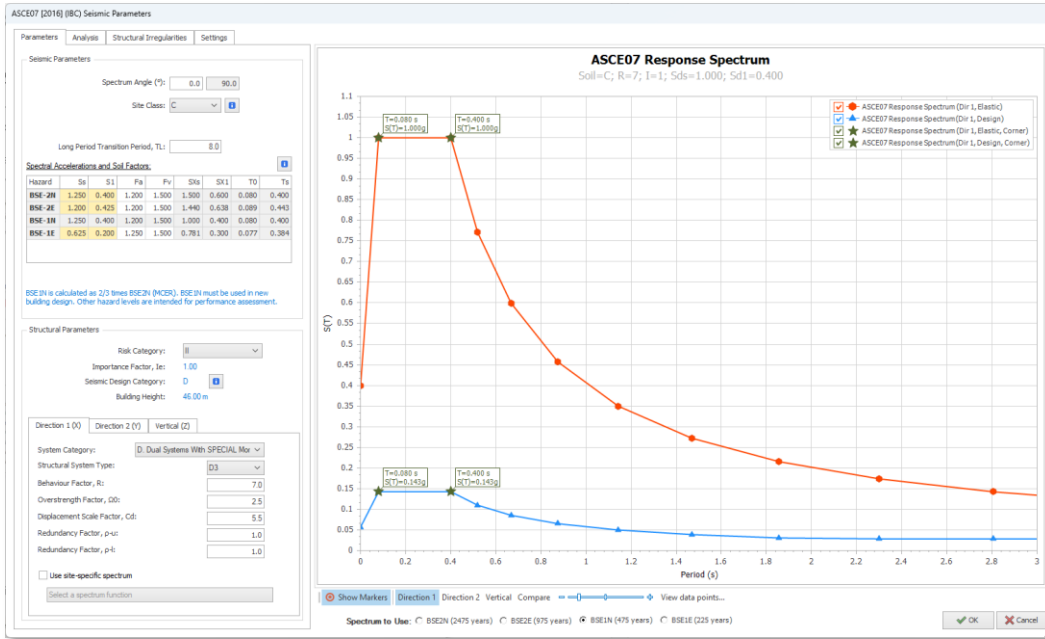 ASCE07 [2016] (IBC) Seismic Parameters
Parameters Analysis Structural Irregularities Settings
Seismic Parameters
Spectrum Angle (°): 0.0 90.0
Site Class: C
Long Period Transition Period, TL: 8.0
Spectral Accelerations and Soil Factors:
Hazard Ss S1 Fa Fv SXs SX1 T0 Ts
BSE-2N 1.250 0.400 1.200 1.500 1.500 0.600 0.080 0.400
BSE-2E 1.200 0.425 1.200 1.500 1.440 0.638 0.089 0.443
BSE-1N 1.250 0.400 1.200 1.500 1.000 0.400 0.080 0.400
BSE-1E 0.625 0.200 1.250 1.500 0.781 0.300 0.077 0.384
BSE1N is calculated as 2/3 times BSE2N (MCER). BSE1N must be used in new
building design. Other hazard levels are intended for performance assessment.
Structural Parameters
Risk Category: II
Importance Factor, Ie: 1.00
Seismic Design Category: D
Building Height: 46.00 m
Direction 1 (X) Direction 2 (Y) Vertical (Z)
System Category: D. Dual Systems With SPECIAL Mor
Structural System Type: D3
Behaviour Factor, R: 7.0
Overstrength Factor, Ω0: 2.5
Displacement Scale Factor, Cd: 5.5
Redundancy Factor, ρ-u: 1.0
Redundancy Factor, ρ-l: 1.0
Use site-specific spectrum
Select a spectrum function
ASCE07 Response Spectrum
Soil=C; R=7; I=1; Sds=1.000; Sd1=0.400
ASCE07 Response Spectrum (Dir 1, Elastic)
ASCE07 Response Spectrum (Dir 1, Design)
ASCE07 Response Spectrum (Dir 1, Elastic, Corner)
ASCE07 Response Spectrum (Dir 1, Design, Corner)
T=0.080 s
S(T)=1.000g
T=0.400 s
S(T)=1.000g
T=0.080 s
S(T)=0.143g
T=0.400 s
S(T)=0.143g
S(T)
1.1
1.05
1
0.95
0.9
0.85
0.8
0.75
0.7
0.65
0.6
0.55
0.5
0.45
0.4
0.35
0.3
0.25
0.2
0.15
0.1
0.05
0
0 0.2 0.4 0.6 0.8 1 1.2 1.4 1.6 1.8 2 2.2 2.4 2.6 2.8 3
Period (s)
Show Markers Direction 1 Direction 2 Vertical Compare View data points...
Spectrum to Use: BSE2N (2475 years) BSE2E (975 years) BSE1N (475 years) BSE1E (225 years)
OK Cancel